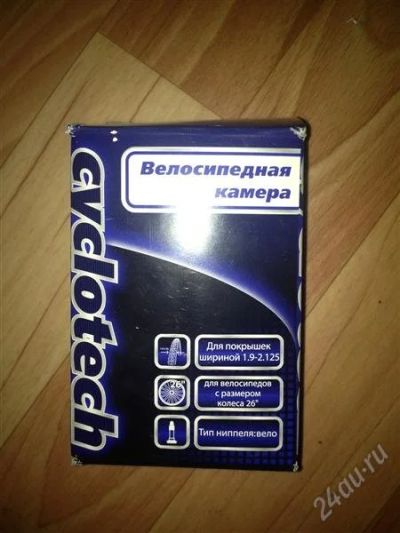 cyclotech
Велосипедная
камера
Для покрышек
шириной 1.9-2.125
26"
для велосипедов
с размером
колеса 26"
Тип ниппеля:вело
24au.ru